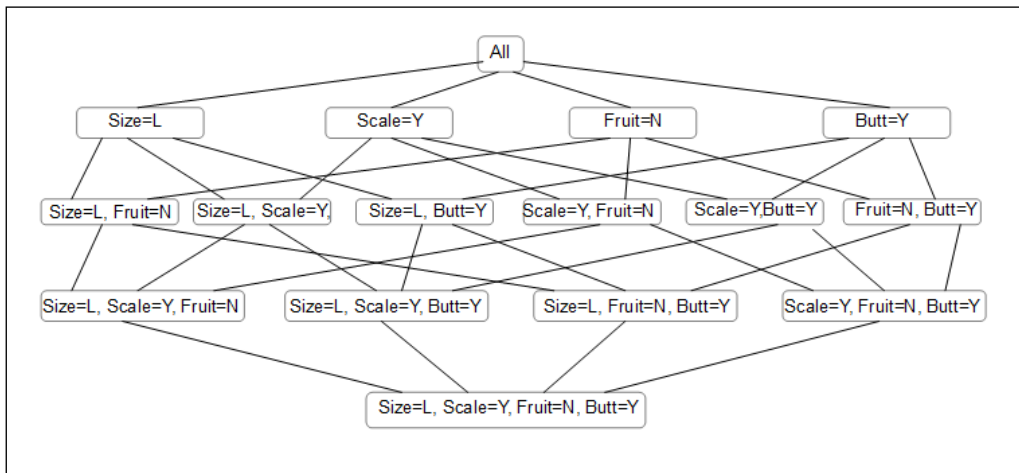 All
Size=L
Scale=Y
Fruit=N
Butt=Y
Size=L, Fruit=N
Size=L, Scale=Y,
Size=L, Butt=Y
Scale=Y, Fruit=N
Scale=Y,Butt=Y
Fruit=N, Butt=Y
Size=L, Scale=Y, Fruit=N
Size=L, Scale=Y, Butt=Y
Size=L, Fruit=N, Butt=Y
Scale=Y, Fruit=N, Butt=Y
Size=L, Scale=Y, Fruit=N, Butt=Y